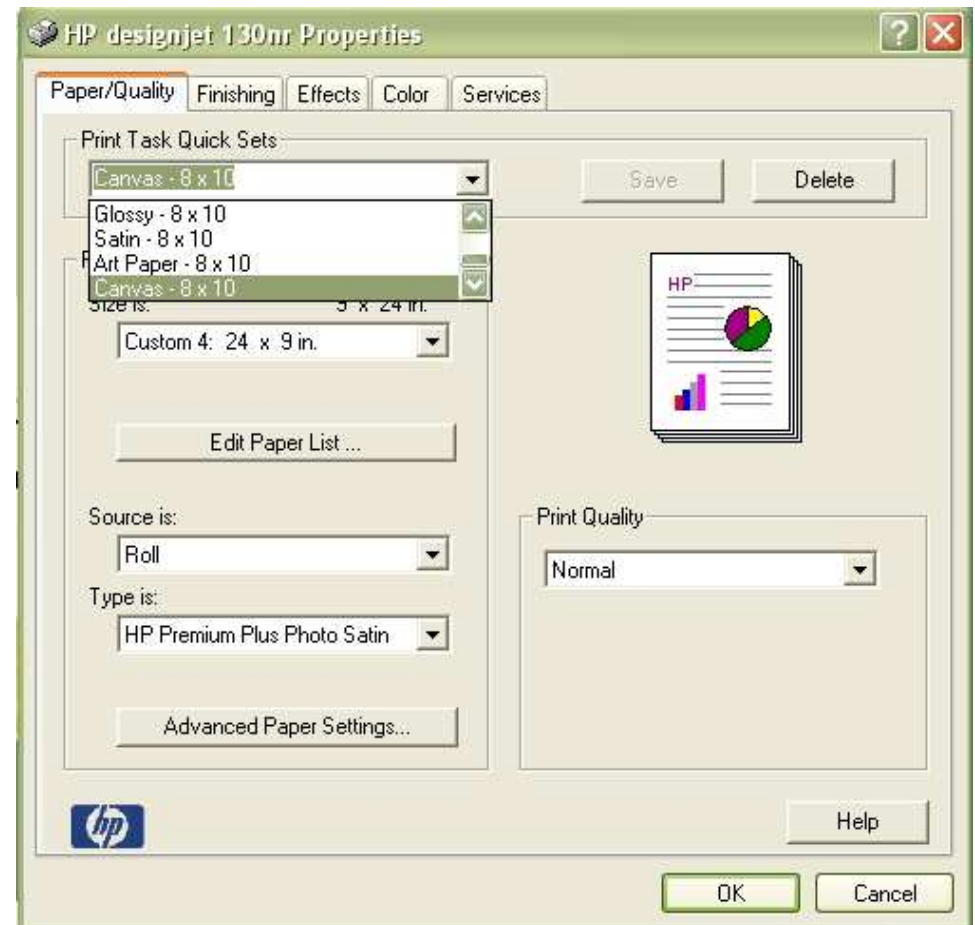 HP designjet 130nr Properties
Paper/Quality Finishing Effects Color Services
Print Task Quick Sets
Canvas - 8 x 10
Save
Delete
Glossy - 8 x 10
Satin - 8 x 10
Art Paper - 8 x 10
Canvas - 8 x 10
Size is: x 24 in.
Custom 4: 24 x 9 in.
HP
Edit Paper List ...
Source is:
Roll
Type is:
HP Premium Plus Photo Satin
Advanced Paper Settings...
Print Quality
Normal
hp
Help
OK
Cancel